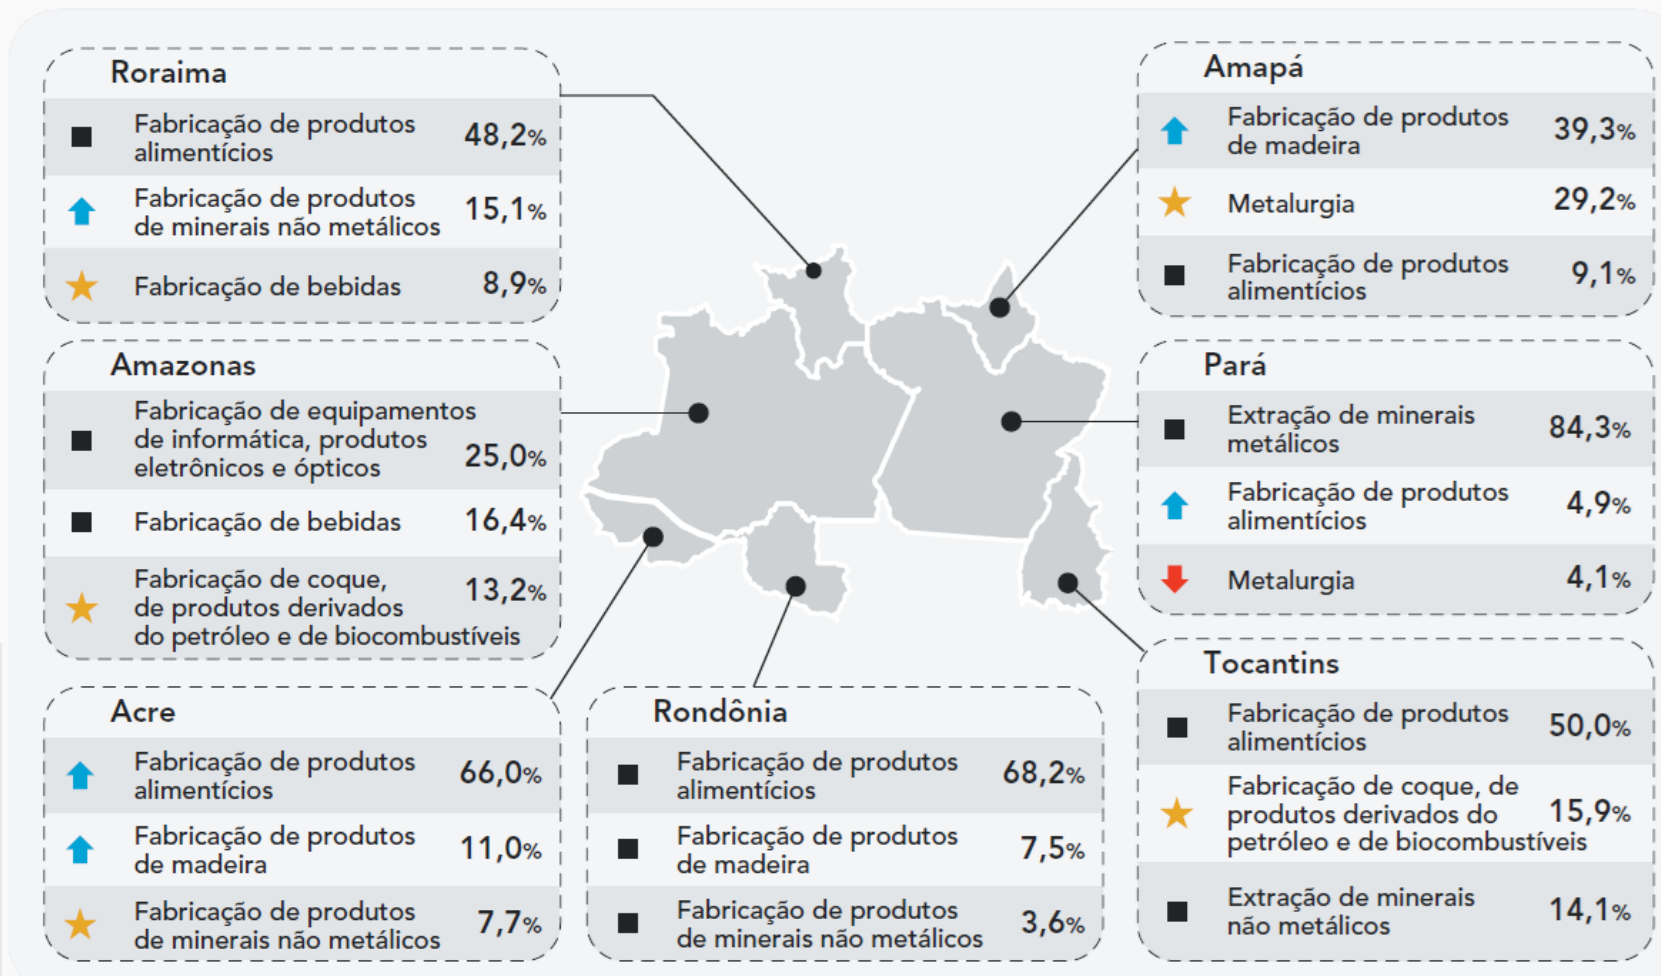 Roraima
Fabricação de produtos
alimentícios
48,2%
Fabricação de produtos
de minerais não metálicos
15,1%
Fabricação de bebidas
8,9%
Amazonas
Fabricação de equipamentos
de informática, produtos
eletrônicos e ópticos
25,0%
Fabricação de bebidas
16,4%
Fabricação de coque,
de produtos derivados
do petróleo e de biocombustíveis
13,2%
Acre
Fabricação de produtos
alimentícios
66,0%
Fabricação de produtos
de madeira
11,0%
Fabricação de produtos
de minerais não metálicos
7,7%
Rondônia
Fabricação de produtos
alimentícios
68,2%
Fabricação de produtos
de madeira
7,5%
Fabricação de produtos
de minerais não metálicos
3,6%
Amapá
Fabricação de produtos
de madeira
39,3%
Metalurgia
29,2%
Fabricação de produtos
alimentícios
9,1%
Pará
Extração de minerais
metálicos
84,3%
Fabricação de produtos
alimentícios
4,9%
Metalurgia
4,1%
Tocantins
Fabricação de produtos
alimentícios
50,0%
Fabricação de coque, de
produtos derivados do
petróleo e de biocombustíveis
15,9%
Extração de minerais
não metálicos
14,1%